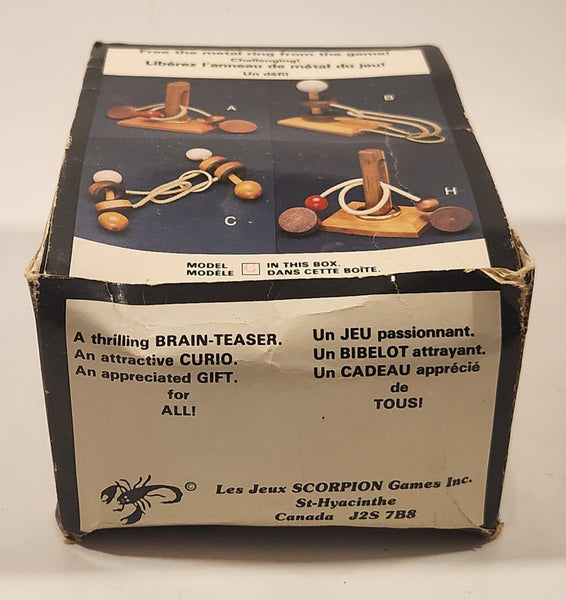 Free the metal ring from the game!
Challenging!
Libérez l'anneau de métal du jeu!
Un défi!
A
B
C
H
MODEL IN THIS BOX.
MODÈLE DANS CETTE BOÎTE.
A thrilling BRAIN-TEASER.
An attractive CURIO.
An appreciated GIFT.
for
ALL!
Un JEU passionnant.
Un BIBELOT attrayant.
Un CADEAU apprécié
de
TOUS!
©
Les Jeux SCORPION Games Inc.
St-Hyacinthe
Canada J2S 7B8